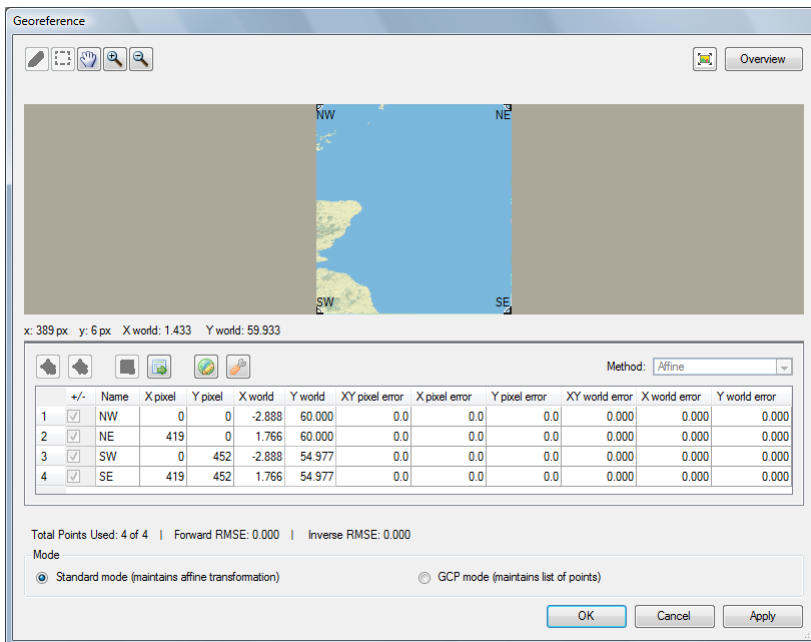 Georeference
Overview
NW NE
SW SE
x: 389 px y: 6 px X world: 1.433 Y world: 59.933
Method: Affine
+/- Name X pixel Y pixel X world Y world XY pixel error X pixel error Y pixel error XY world error X world error Y world error
1 NW 0 0 -2.888 60.000 0.0 0.0 0.0 0.000 0.000 0.000
2 NE 419 0 1.766 60.000 0.0 0.0 0.0 0.000 0.000 0.000
3 SW 0 452 -2.888 54.977 0.0 0.0 0.0 0.000 0.000 0.000
4 SE 419 452 1.766 54.977 0.0 0.0 0.0 0.000 0.000 0.000
Total Points Used: 4 of 4 | Forward RMSE: 0.000 | Inverse RMSE: 0.000
Mode
Standard mode (maintains affine transformation) GCP mode (maintains list of points)
OK Cancel Apply